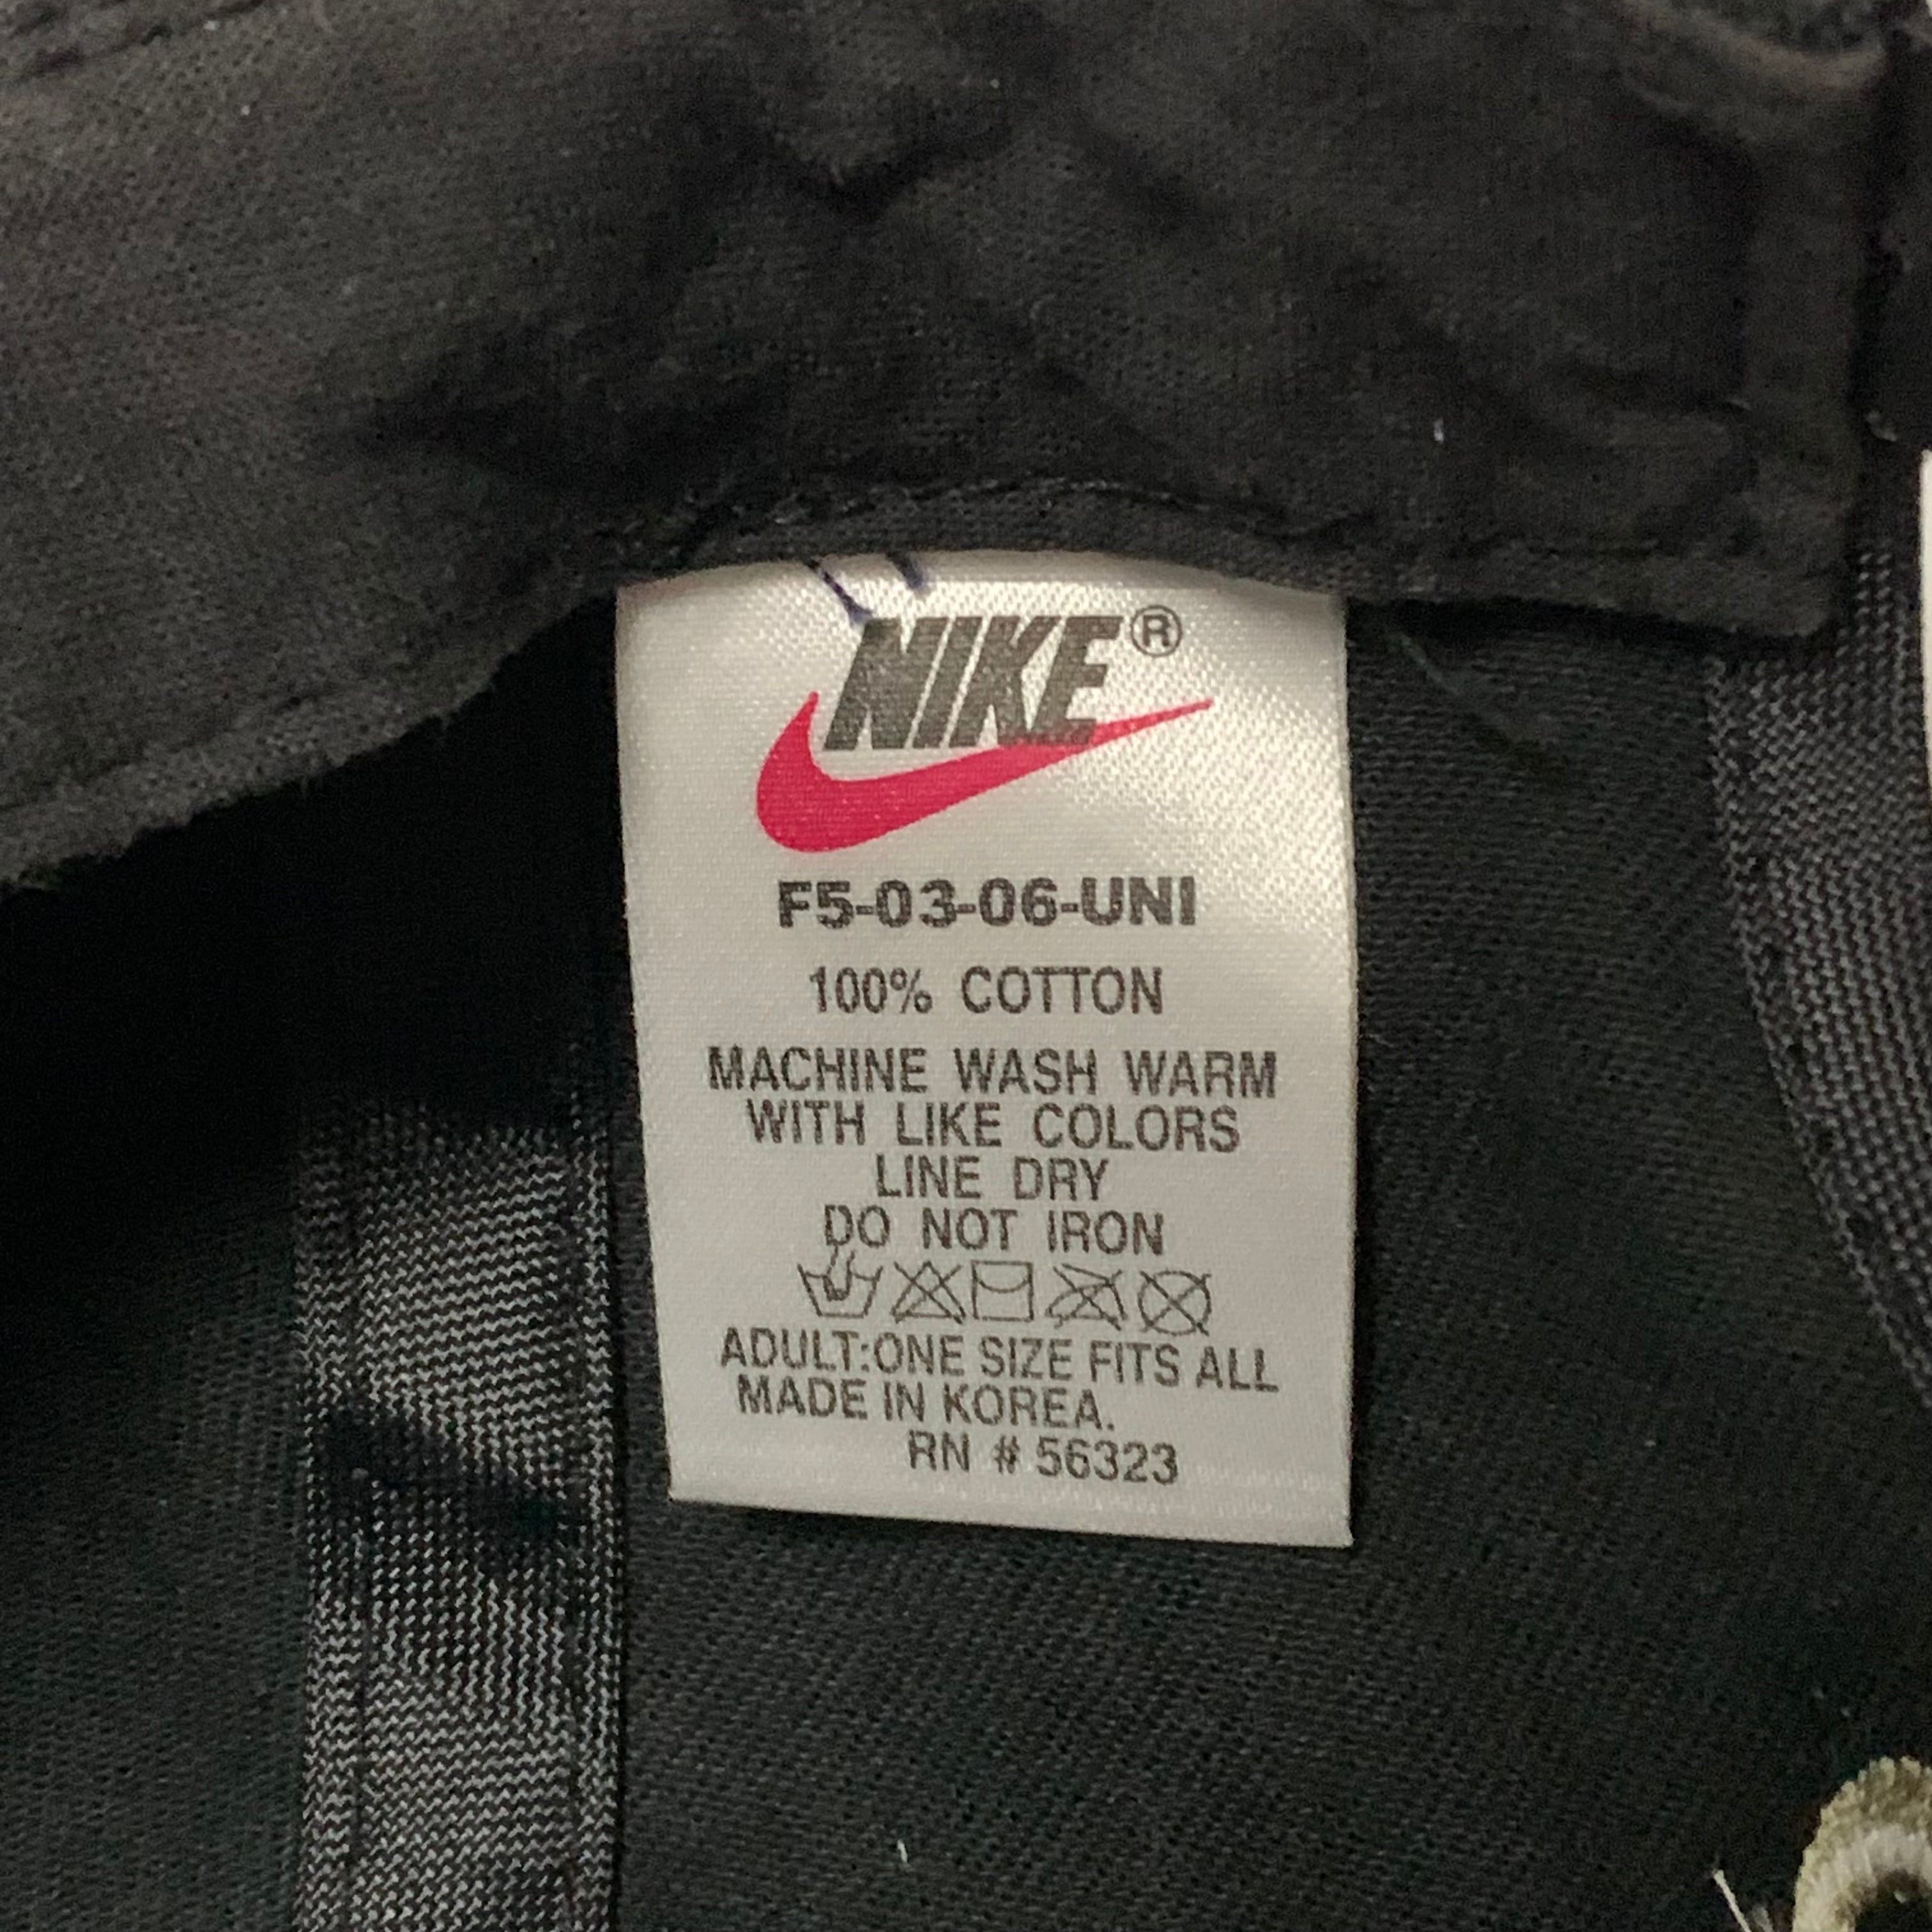 NIKE®
F5-03-06-UNI
100% COTTON
MACHINE WASH WARM
WITH LIKE COLORS
LINE DRY
DO NOT IRON
ADULT:ONE SIZE FITS ALL
MADE IN KOREA.
RN # 56323